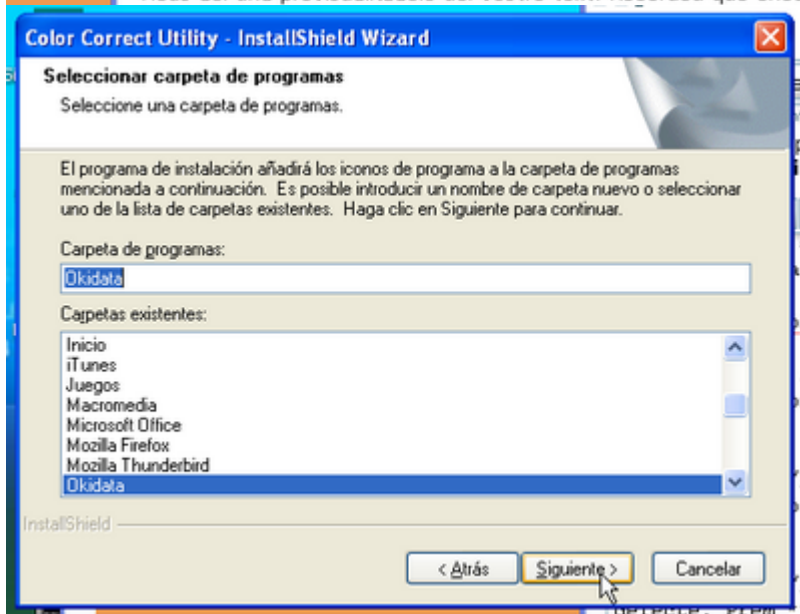 Color Correct Utility - InstallShield Wizard
Seleccionar carpeta de programas
Seleccione una carpeta de programas.
El programa de instalación añadirá los iconos de programa a la carpeta de programas
mencionada a continuación. Es posible introducir un nombre de carpeta nuevo o seleccionar
uno de la lista de carpetas existentes. Haga clic en Siguiente para continuar.
Carpeta de programas:
Okidata
Carpetas existentes:
Inicio
iTunes
Juegos
Macromedia
Microsoft Office
Mozilla Firefox
Mozilla Thunderbird
Okidata
InstallShield
< Atrás Siguiente > Cancelar